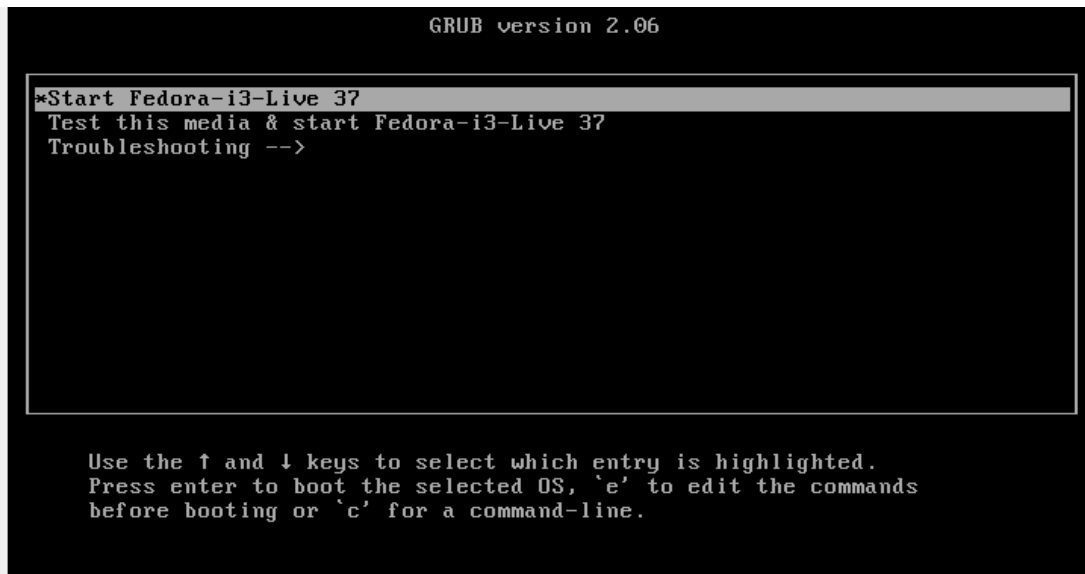 GRUB version 2.06
*Start Fedora-i3-Live 37
Test this media & start Fedora-i3-Live 37
Troubleshooting -->
Use the ↑ and ↓ keys to select which entry is highlighted.
Press enter to boot the selected OS, `e' to edit the commands
before booting or `c' for a command-line.